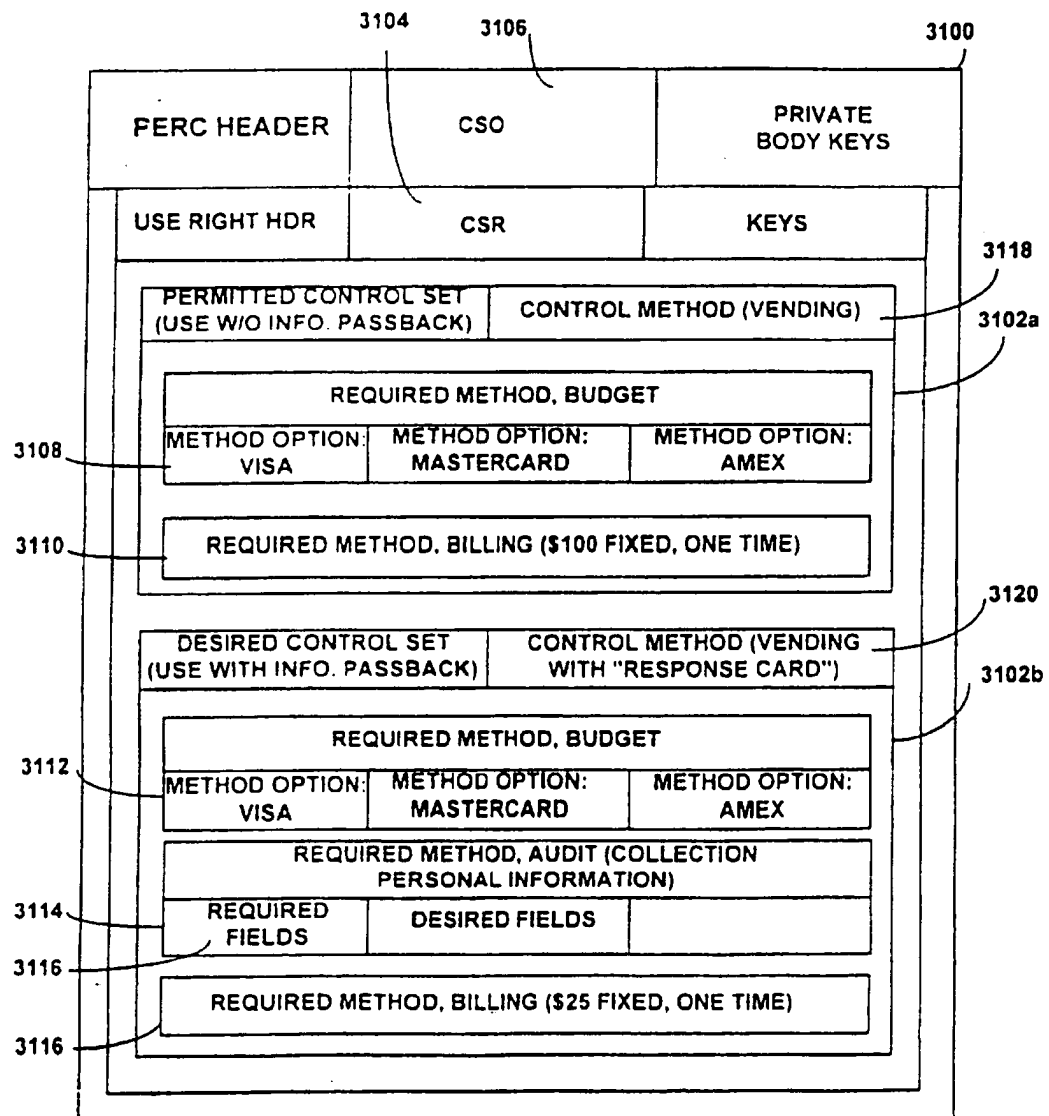 3104
3106
3100
PERC HEADER
CSO
PRIVATE
BODY KEYS
USE RIGHT HDR
CSR
KEYS
3118
PERMITTED CONTROL SET
(USE W/O INFO. PASSBACK)
CONTROL METHOD (VENDING)
3102a
REQUIRED METHOD, BUDGET
3108
METHOD OPTION:
VISA
METHOD OPTION:
MASTERCARD
METHOD OPTION:
AMEX
3110
REQUIRED METHOD, BILLING ($100 FIXED, ONE TIME)
3120
DESIRED CONTROL SET
(USE WITH INFO. PASSBACK)
CONTROL METHOD (VENDING
WITH "RESPONSE CARD")
3102b
REQUIRED METHOD, BUDGET
3112
METHOD OPTION:
VISA
METHOD OPTION:
MASTERCARD
METHOD OPTION:
AMEX
REQUIRED METHOD, AUDIT (COLLECTION
PERSONAL INFORMATION)
3114
REQUIRED
FIELDS
DESIRED FIELDS
3116
REQUIRED METHOD, BILLING ($25 FIXED, ONE TIME)
3116